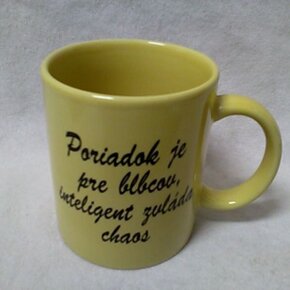 Poriadok je
pre blbcov,
inteligent zvláda
chaos